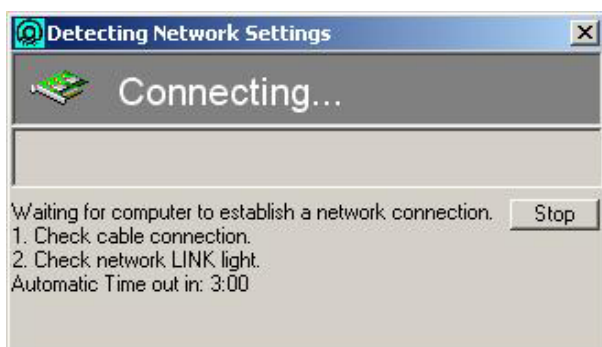 Detecting Network Settings
Connecting...
Waiting for computer to establish a network connection.
Stop
1. Check cable connection.
2. Check network LINK light.
Automatic Time out in: 3:00